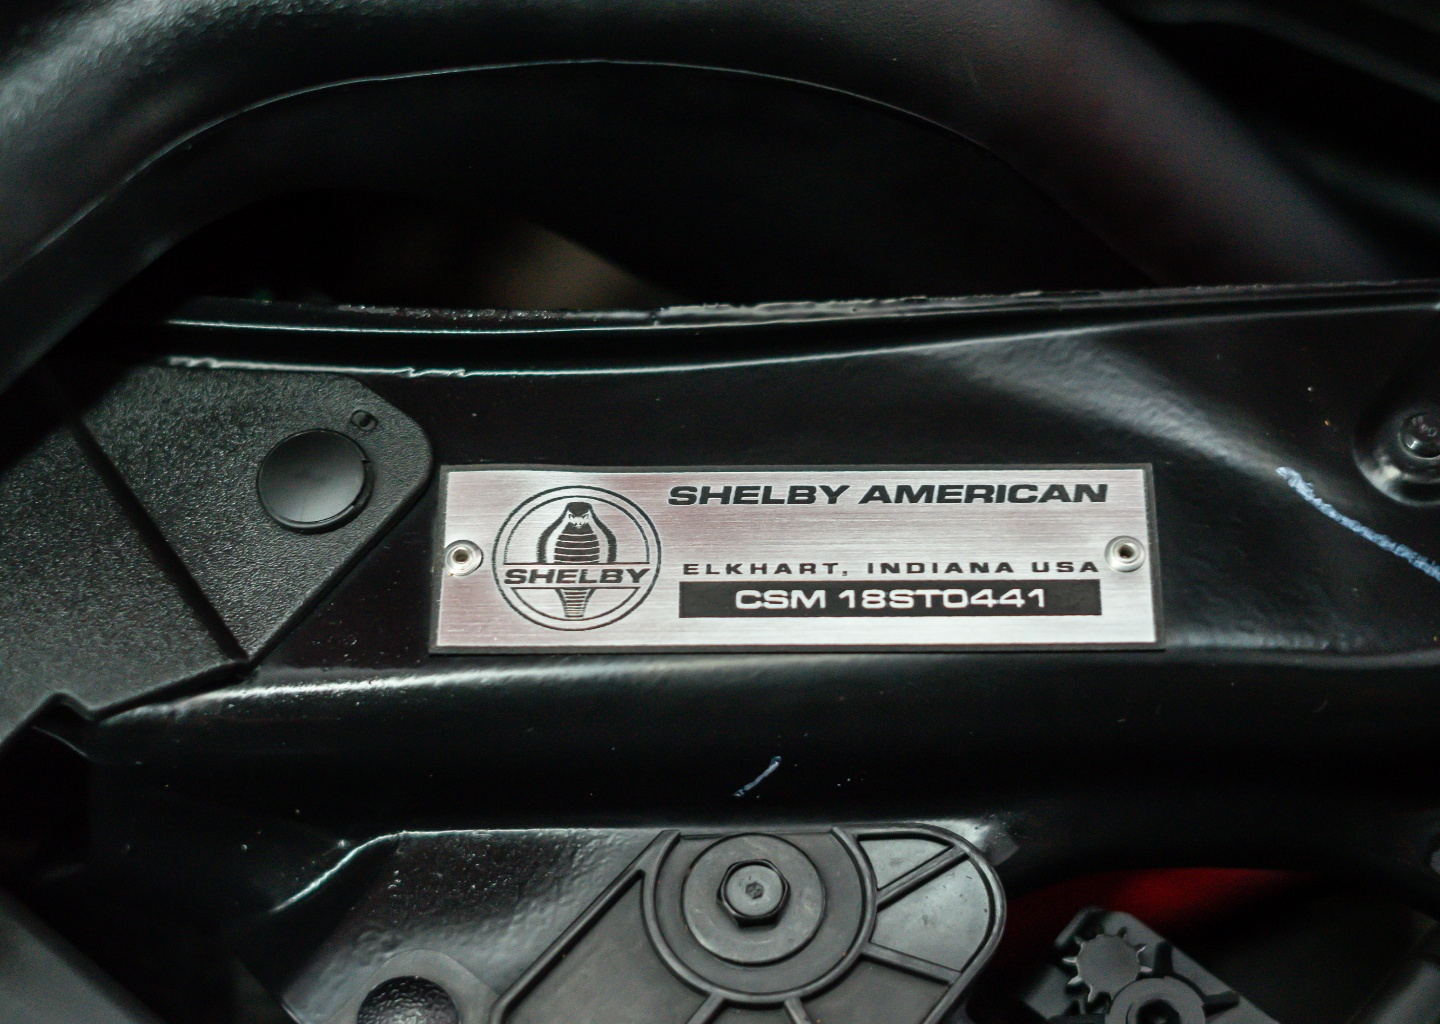 SHELBY AMERICAN
SHELBY
ELKHART, INDIANA USA
CSM 18ST0441